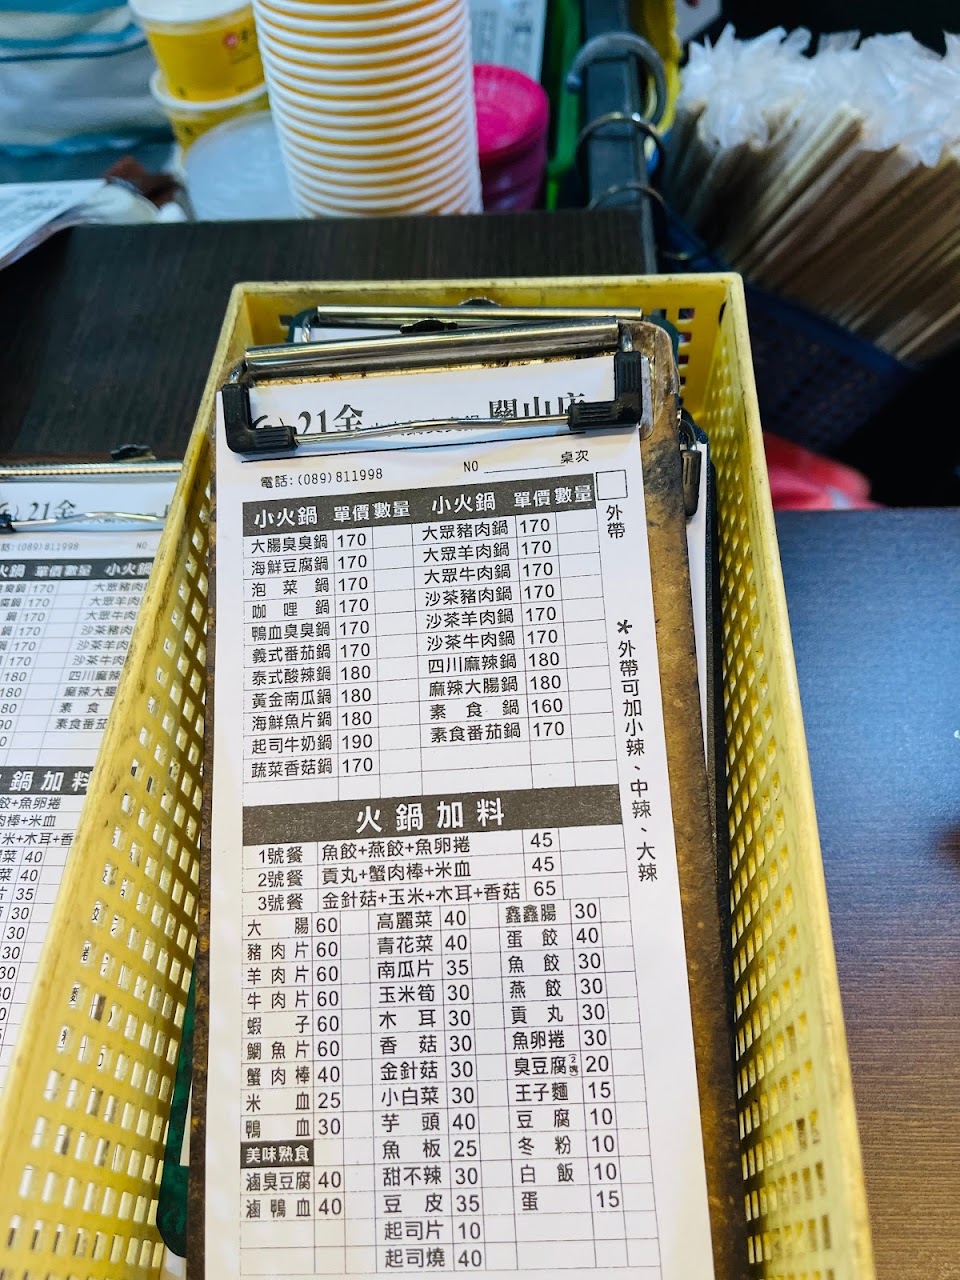 21金 關山店
電話:(089)811998 NO 桌次
小火鍋 單價 數量 小火鍋 單價 數量 外帶
大腸臭臭鍋 170 大眾豬肉鍋 170
海鮮豆腐鍋 170 大眾羊肉鍋 170
泡菜鍋 170 大眾牛肉鍋 170
咖哩鍋 170 沙茶豬肉鍋 170
鴨血臭臭鍋 170 沙茶羊肉鍋 170
義式番茄鍋 170 沙茶牛肉鍋 170
泰式酸辣鍋 180 四川麻辣鍋 180
黃金南瓜鍋 180 麻辣大腸鍋 180
海鮮魚片鍋 180 素食鍋 160
起司牛奶鍋 190 素食番茄鍋 170
蔬菜香菇鍋 170
*外帶可加小辣、中辣、大辣
火鍋加料
1號餐 魚餃+燕餃+魚卵捲 45
2號餐 貢丸+蟹肉棒+米血 45
3號餐 金針菇+玉米+木耳+香菇 65
大腸 60 高麗菜 40 鑫鑫腸 30
豬肉片 60 青花菜 40 蛋餃 40
羊肉片 60 南瓜片 35 魚餃 30
牛肉片 60 玉米筍 30 燕餃 30
蝦子 60 木耳 30 貢丸 30
鯛魚片 60 香菇 30 魚卵捲 30
蟹肉棒 40 金針菇 30 臭豆腐2塊 20
米血 25 小白菜 30 王子麵 15
鴨血 30 芋頭 40 豆腐 10
美味熟食 魚板 25 冬粉 10
滷臭豆腐 40 甜不辣 30 白飯 10
滷鴨血 40 豆皮 35 蛋 15
起司片 10
起司燒 40